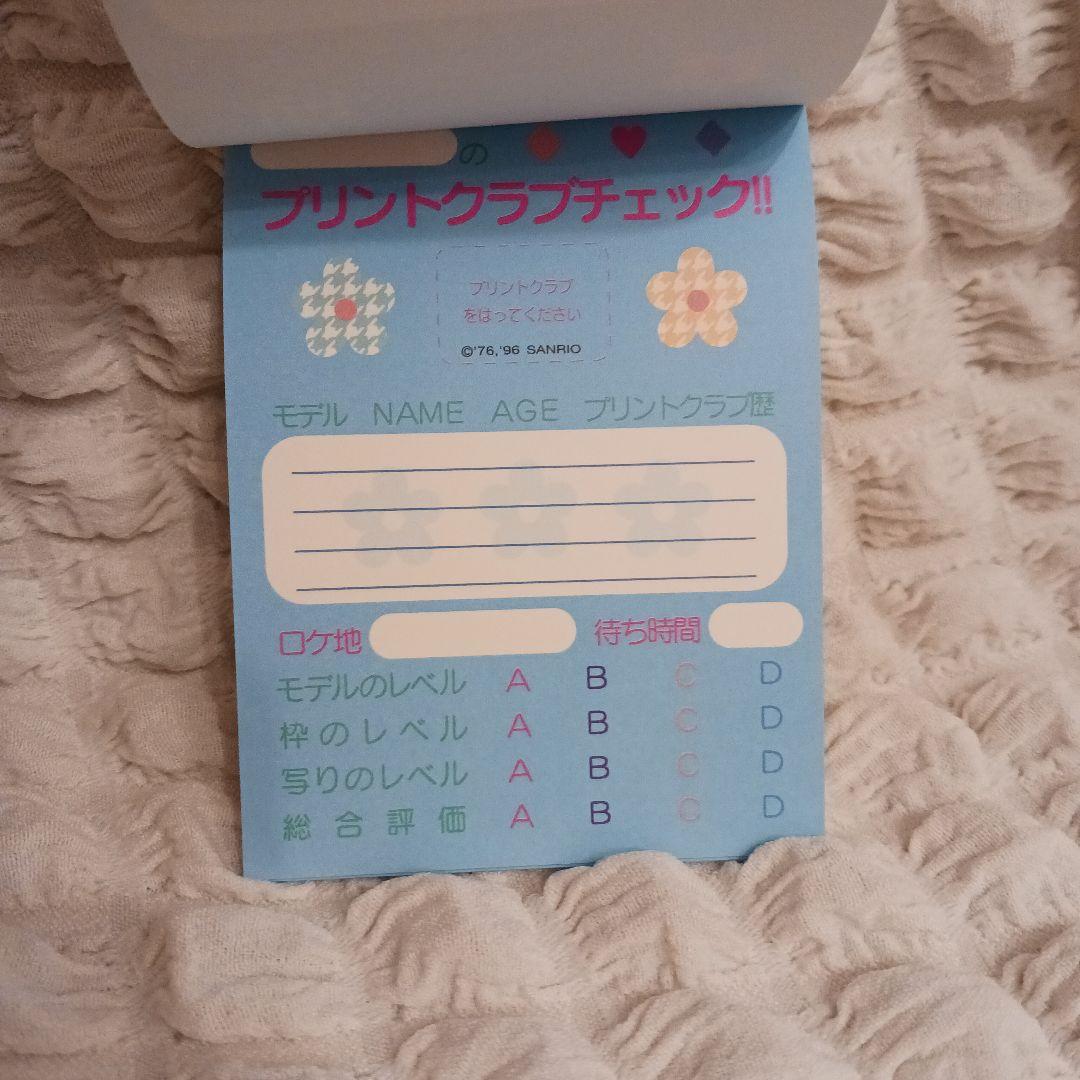 の
プリントクラブチェック!!
プリントクラブ
をはってください
©'76,'96 SANRIO
モデル NAME AGE プリントクラブ歴
ロケ地 待ち時間
モデルのレベル A B C D
枠のレベル A B C D
写りのレベル A B C D
総合評価 A B C D